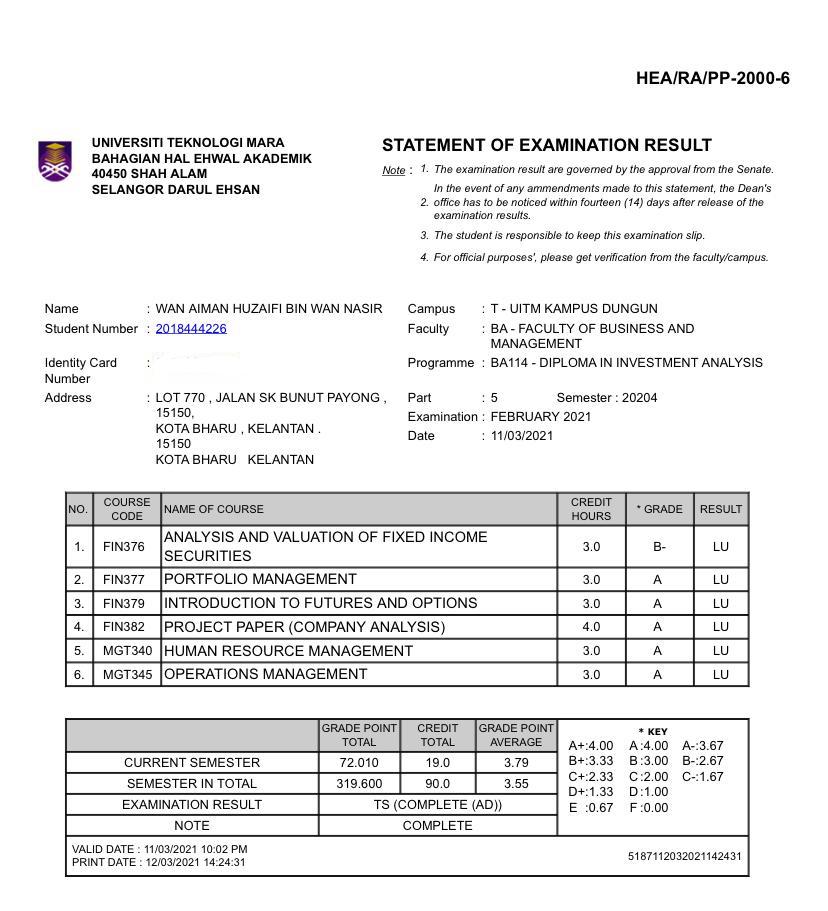 HEA/RA/PP-2000-6
UNIVERSITI TEKNOLOGI MARA
BAHAGIAN HAL EHWAL AKADEMIK
40450 SHAH ALAM
SELANGOR DARUL EHSAN
STATEMENT OF EXAMINATION RESULT
Note : 1. The examination result are governed by the approval from the Senate.
In the event of any ammendments made to this statement, the Dean's
2. office has to be noticed within fourteen (14) days after release of the
examination results.
3. The student is responsible to keep this examination slip.
4. For official purposes', please get verification from the faculty/campus.
Name : WAN AIMAN HUZAIFI BIN WAN NASIR
Student Number : 2018444226
Identity Card :
Number
Address : LOT 770 , JALAN SK BUNUT PAYONG ,
15150,
KOTA BHARU , KELANTAN .
15150
KOTA BHARU KELANTAN
Campus : T - UITM KAMPUS DUNGUN
Faculty : BA - FACULTY OF BUSINESS AND
MANAGEMENT
Programme : BA114 - DIPLOMA IN INVESTMENT ANALYSIS
Part : 5 Semester : 20204
Examination : FEBRUARY 2021
Date : 11/03/2021
NO. COURSE CODE NAME OF COURSE CREDIT HOURS * GRADE RESULT
1. FIN376 ANALYSIS AND VALUATION OF FIXED INCOME SECURITIES 3.0 B- LU
2. FIN377 PORTFOLIO MANAGEMENT 3.0 A LU
3. FIN379 INTRODUCTION TO FUTURES AND OPTIONS 3.0 A LU
4. FIN382 PROJECT PAPER (COMPANY ANALYSIS) 4.0 A LU
5. MGT340 HUMAN RESOURCE MANAGEMENT 3.0 A LU
6. MGT345 OPERATIONS MANAGEMENT 3.0 A LU
GRADE POINT TOTAL CREDIT TOTAL GRADE POINT AVERAGE
CURRENT SEMESTER 72.010 19.0 3.79
SEMESTER IN TOTAL 319.600 90.0 3.55
EXAMINATION RESULT TS (COMPLETE (AD))
NOTE COMPLETE
* KEY
A+:4.00 A :4.00 A-:3.67
B+:3.33 B :3.00 B-:2.67
C+:2.33 C :2.00 C-:1.67
D+:1.33 D :1.00
E :0.67 F :0.00
VALID DATE : 11/03/2021 10:02 PM
PRINT DATE : 12/03/2021 14:24:31
5187112032021142431